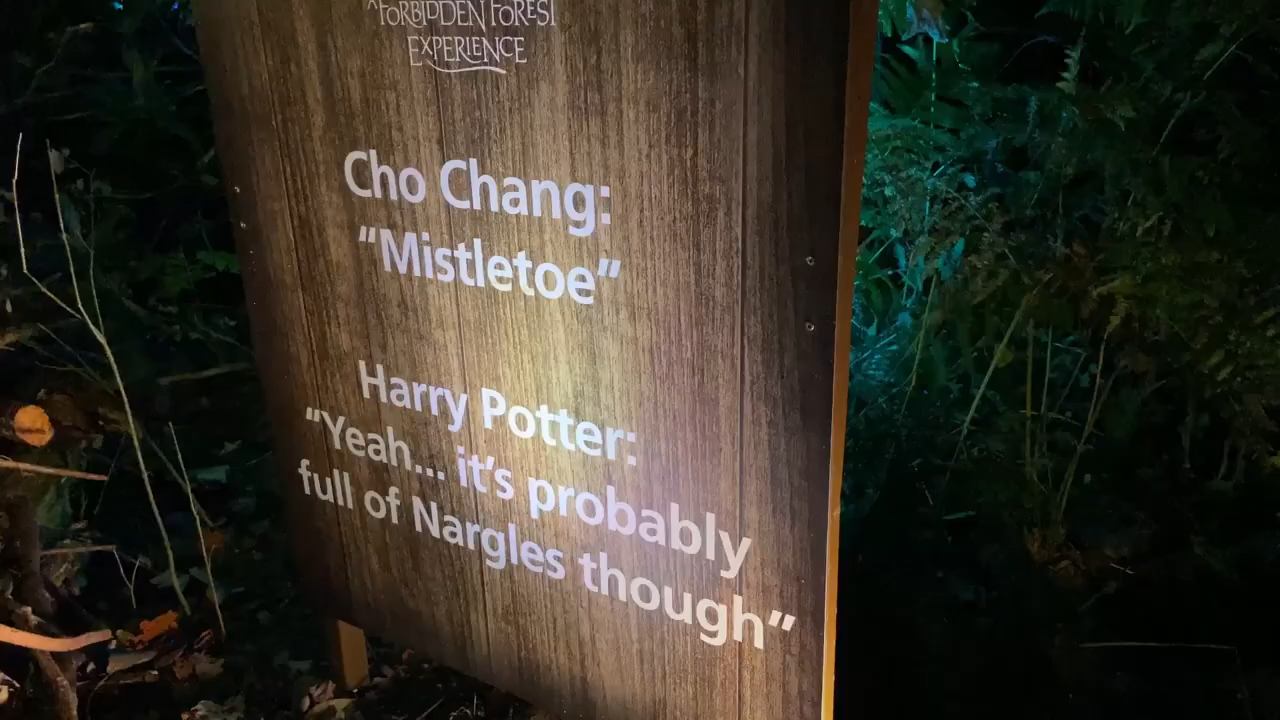 A FORBIDDEN FOREST
EXPERIENCE
Cho Chang:
“Mistletoe”
Harry Potter:
“Yeah... it’s probably
full of Nargles though”